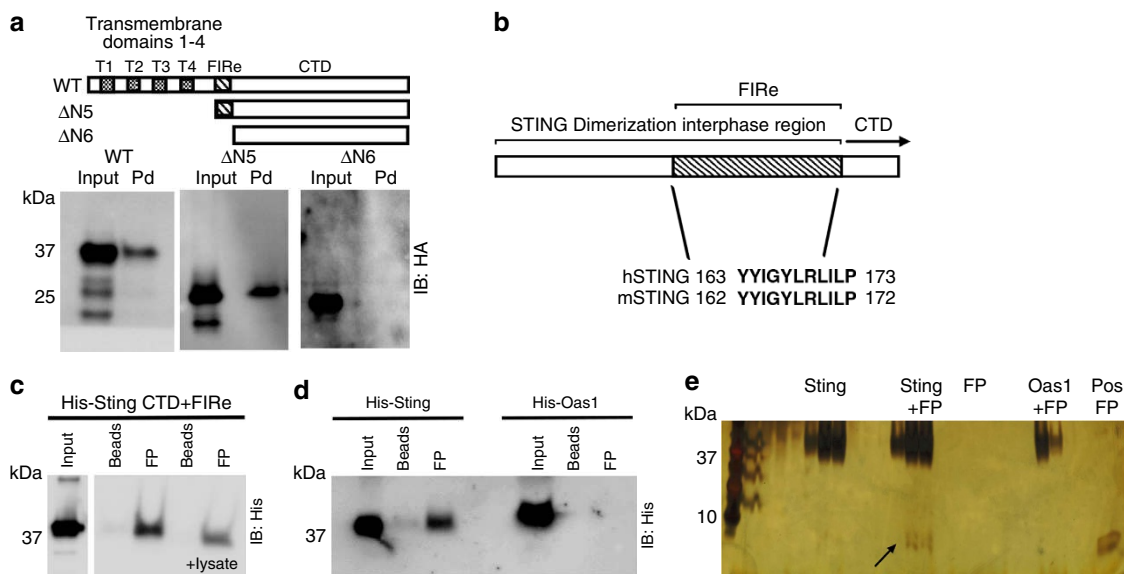 a
Transmembrane
domains 1-4
T1 T2 T3 T4 FIRe CTD
WT
ΔN5
ΔN6
WT ΔN5 ΔN6
Input Pd Input Pd Input Pd
kDa
37
25
IB: HA
b
FIRe
STING Dimerization interphase region CTD
hSTING 163 YYIGYLRLILP 173
mSTING 162 YYIGYLRLILP 172
c
His-Sting CTD+FIRe
Input Beads FP Beads FP
kDa
37
+lysate
IB: His
d
His-Sting His-Oas1
Input Beads FP Input Beads FP
kDa
37
IB: His
e
Sting Sting FP Oas1 Pos
+FP +FP FP
kDa
37
10